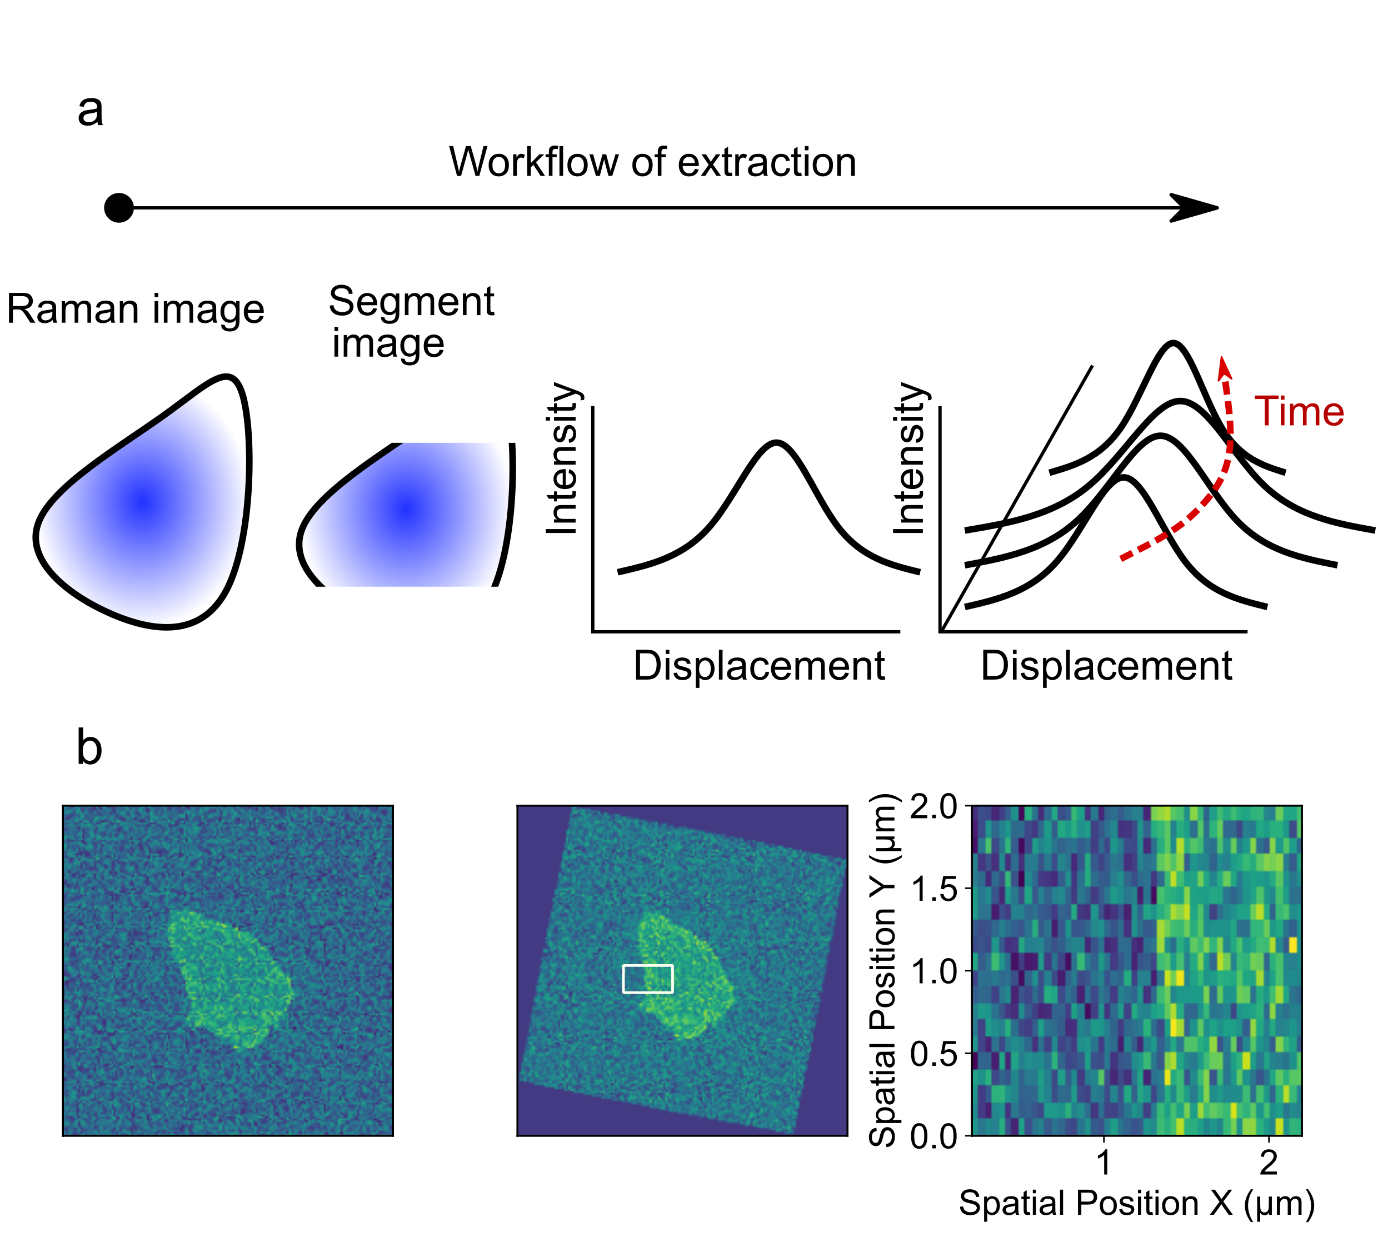 a
Workflow of extraction
Raman image
Segment
image
Intensity
Displacement
Intensity
Displacement
Time
b
Spatial Position Y (μm)
2.0
1.5
1.0
0.5
0.0
1
2
Spatial Position X (μm)